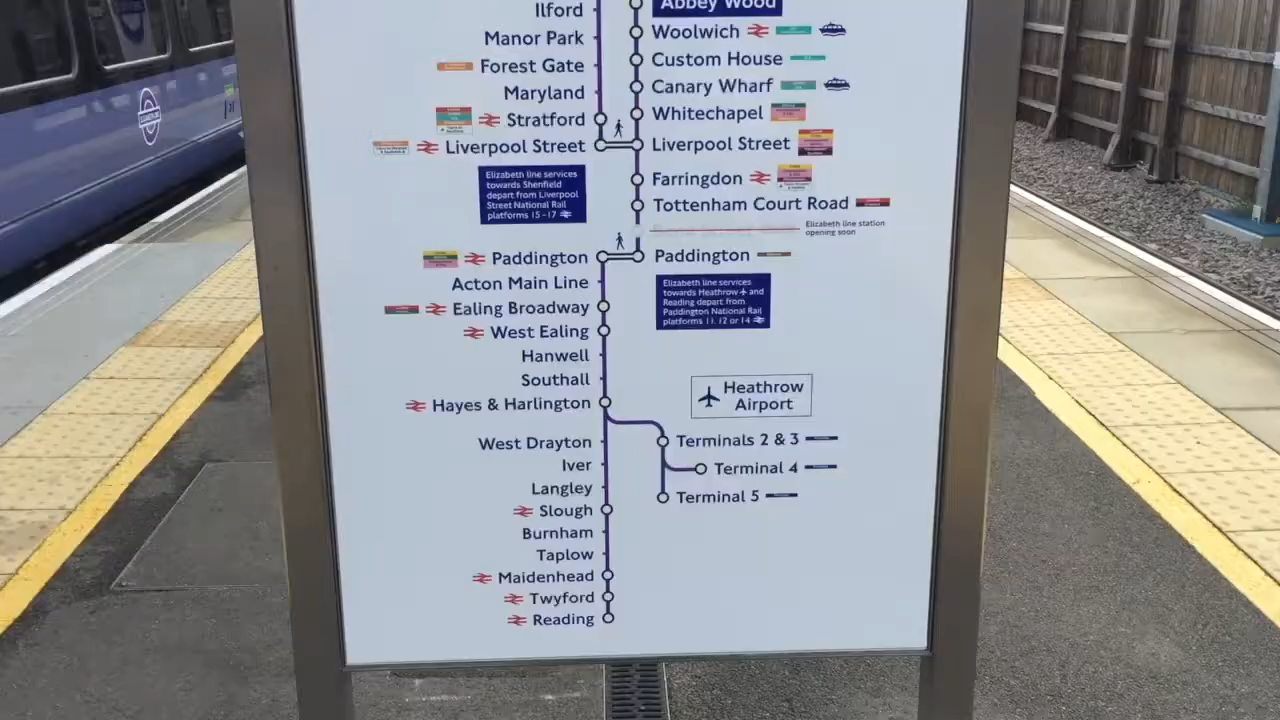 Ilford
Manor Park
Forest Gate
Maryland
Stratford
Liverpool Street
Elizabeth line services
towards Shenfield
depart from Liverpool
Street National Rail
platforms 15-17
Paddington
Acton Main Line
Ealing Broadway
West Ealing
Hanwell
Southall
Hayes & Harlington
West Drayton
Iver
Langley
Slough
Burnham
Taplow
Maidenhead
Twyford
Reading
Abbey Wood
Woolwich
Custom House
Canary Wharf
Whitechapel
Liverpool Street
Farringdon
Tottenham Court Road
Elizabeth line station
opening soon
Paddington
Elizabeth line services
towards Heathrow and
Reading depart from
Paddington National Rail
platforms 11, 12 or 14
Heathrow
Airport
Terminals 2 & 3
Terminal 4
Terminal 5